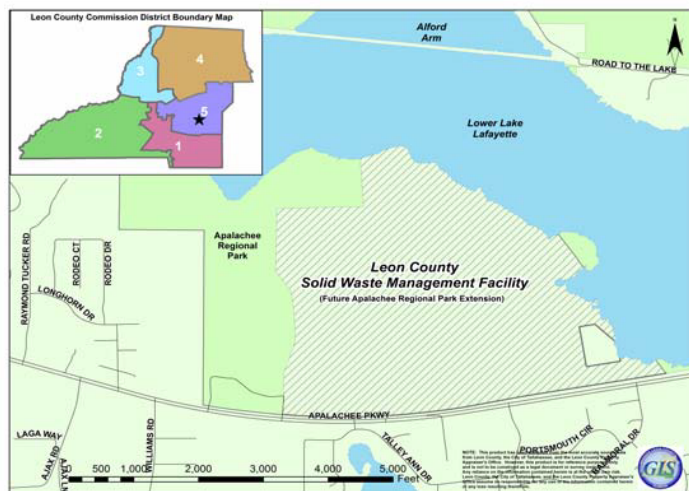 Leon County Commission District Boundary Map
3
4
5
2
1
Alford
Arm
ROAD TO THE LAKE
Lower Lake
Lafayette
Apalachee
Regional
Park
Leon County
Solid Waste Management Facility
(Future Apalachee Regional Park Extension)
RAYMOND TUCKER RD
RODEO CT
RODEO DR
LONGHORN DR
APALACHEE PKWY
LAGA WAY
AJAX RD
WILLIAMS RD
TALLEY ANN DR
PORTSMOUTH CIR
BALMORAL DR
0 500 1,000 2,000 3,000 4,000 5,000
Feet
GIS